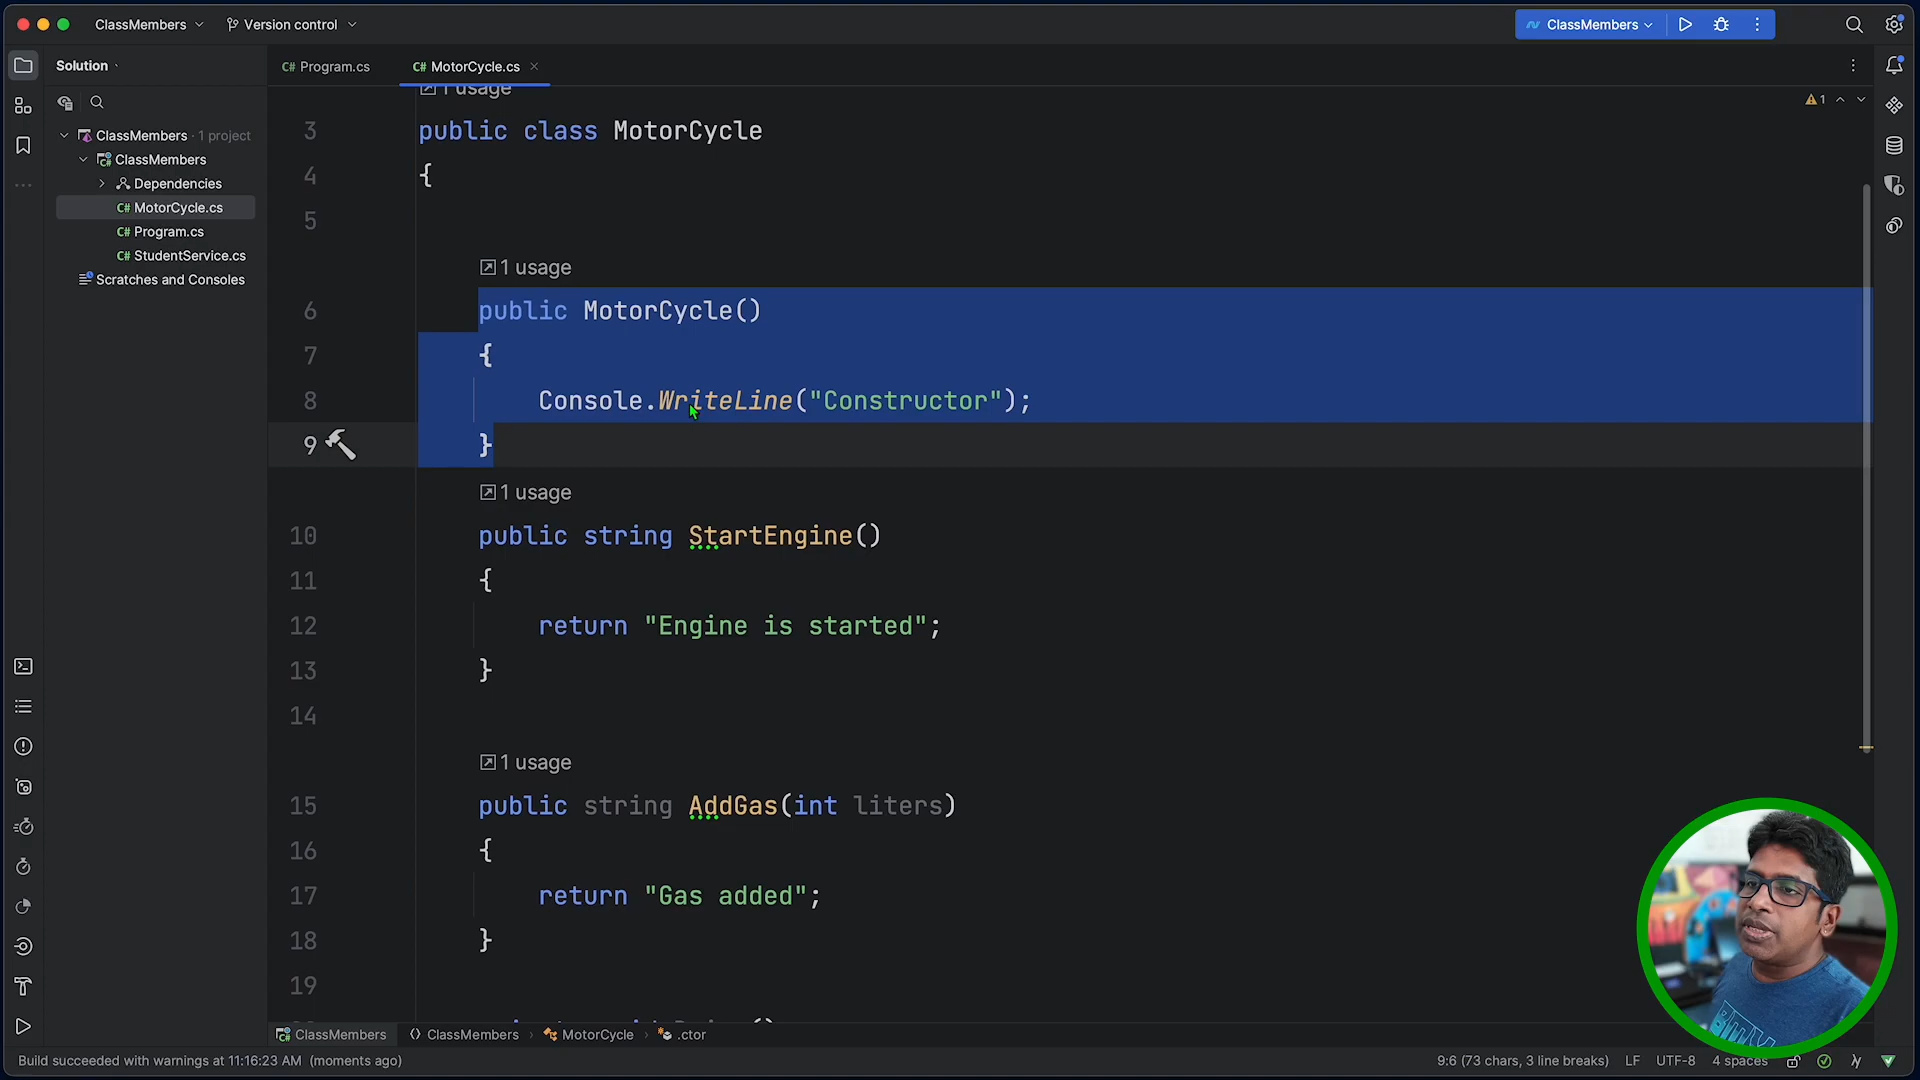 ClassMembers
Version control
ClassMembers
Solution
C# Program.cs
C# MotorCycle.cs
1 usage
1
ClassMembers · 1 project
ClassMembers
Dependencies
C# MotorCycle.cs
C# Program.cs
C# StudentService.cs
Scratches and Consoles
3 public class MotorCycle
4 {
5
1 usage
6 public MotorCycle()
7 {
8 Console.WriteLine("Constructor");
9 }
1 usage
10 public string StartEngine()
11 {
12 return "Engine is started";
13 }
14
1 usage
15 public string AddGas(int liters)
16 {
17 return "Gas added";
18 }
19
ClassMembers
ClassMembers › MotorCycle › .ctor
Build succeeded with warnings at 11:16:23 AM (moments ago)
9:6 (73 chars, 3 line breaks) LF UTF-8 4 spaces